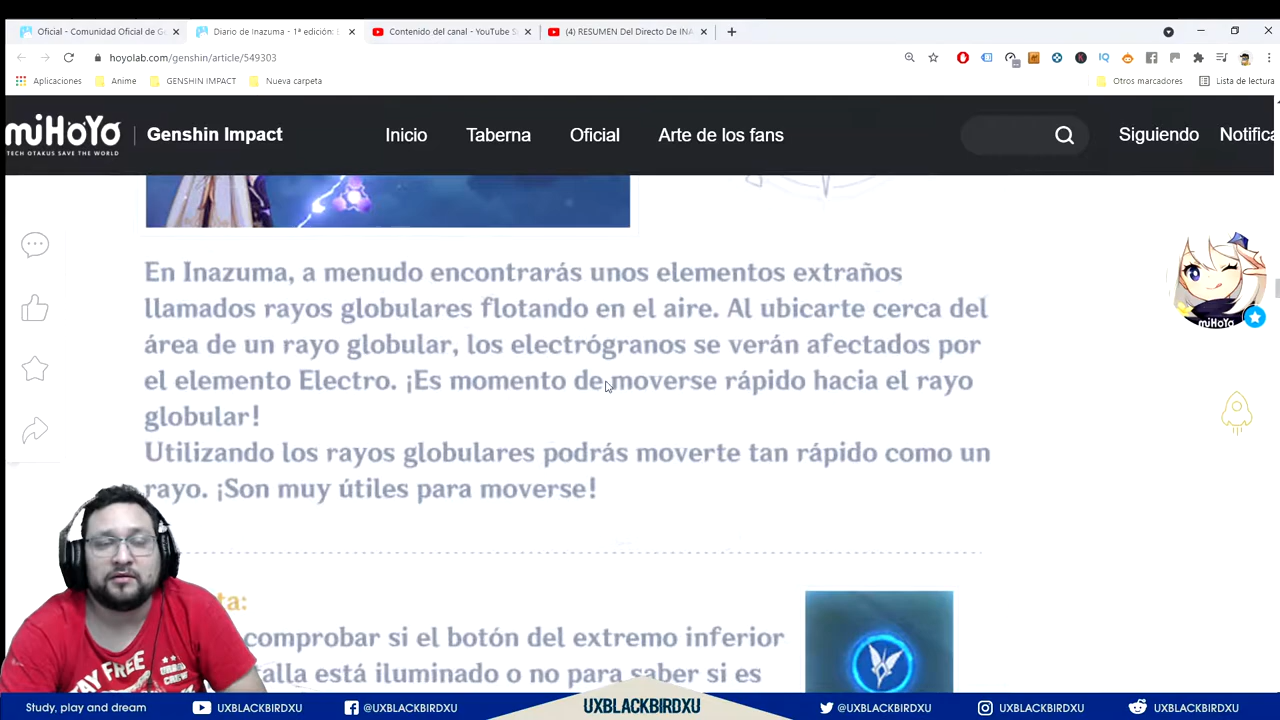 Oficial - Comunidad Oficial de Ge
Diario de Inazuma - 1ª edición:
Contenido del canal - YouTube S
(4) RESUMEN Del Directo De INA
hoyolab.com/genshin/article/549303
Aplicaciones
Anime
GENSHIN IMPACT
Nueva carpeta
Otros marcadores
Lista de lectura
miHoYo
TECH OTAKUS SAVE THE WORLD
Genshin Impact
Inicio
Taberna
Oficial
Arte de los fans
Siguiendo
Notifica
En Inazuma, a menudo encontrarás unos elementos extraños
llamados rayos globulares flotando en el aire. Al ubicarte cerca del
área de un rayo globular, los electrógranos se verán afectados por
el elemento Electro. ¡Es momento de moverse rápido hacia el rayo
globular!
Utilizando los rayos globulares podrás moverte tan rápido como un
rayo. ¡Son muy útiles para moverse!
miHoYo
ta:
comprobar si el botón del extremo inferior
talla está iluminado o no para saber si es
STAY FREE
CREW
Study, play and dream
UXBLACKBIRDXU
@UXBLACKBIRDXU
UXBLACKBIRDXU
@UXBLACKBIRDXU
UXBLACKBIRDXU
UXBLACKBIRDXU